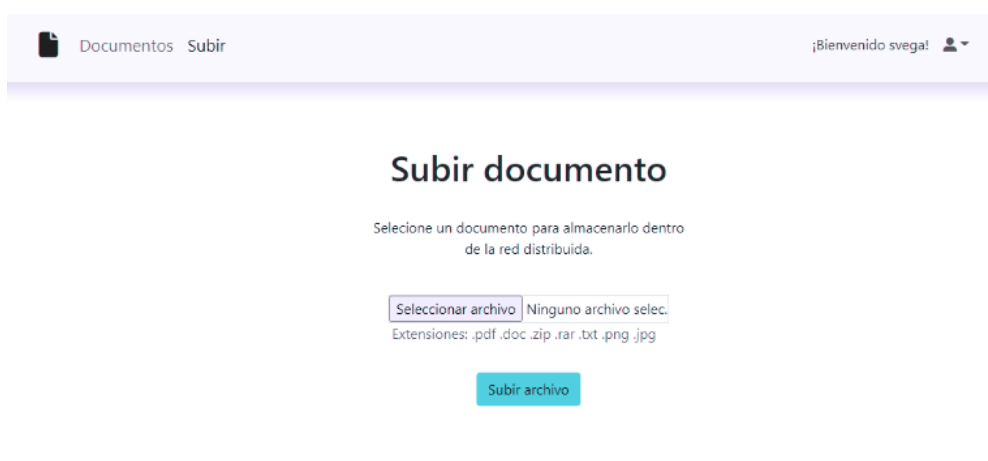 Documentos Subir ¡Bienvenido svega!
Subir documento
Selecione un documento para almacenarlo dentro
de la red distribuida.
Seleccionar archivo Ninguno archivo selec.
Extensiones: .pdf .doc .zip .rar .txt .png .jpg
Subir archivo